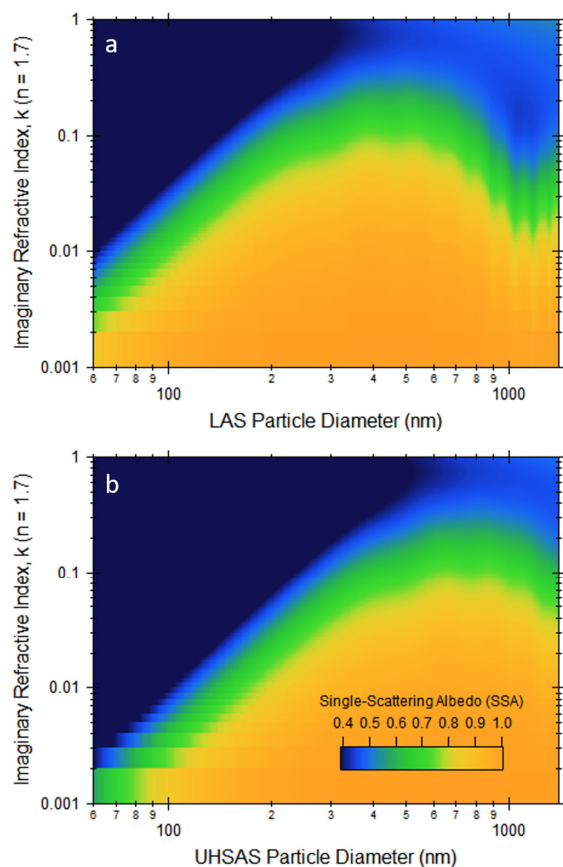 a
1
0.1
0.01
0.001
Imaginary Refractive Index, k (n = 1.7)
6 7 8 9 2 3 4 5 6 7 8 9
100 1000
LAS Particle Diameter (nm)
b
1
0.1
0.01
0.001
Imaginary Refractive Index, k (n = 1.7)
Single-Scattering Albedo (SSA)
0.4 0.5 0.6 0.7 0.8 0.9 1.0
6 7 8 9 2 3 4 5 6 7 8 9
100 1000
UHSAS Particle Diameter (nm)